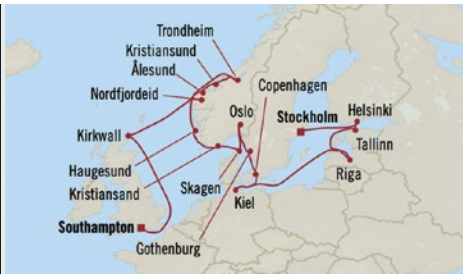 Trondheim
Kristiansund
Ålesund
Nordfjordeid
Copenhagen
Oslo
Stockholm
Helsinki
Kirkwall
Tallinn
Haugesund
Riga
Kristiansand
Skagen
Kiel
Southampton
Gothenburg